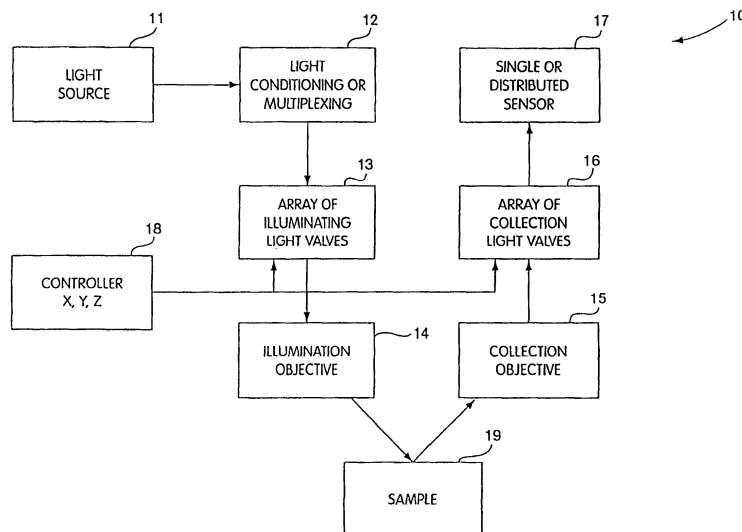 10
11
LIGHT
SOURCE
12
LIGHT
CONDITIONING OR
MULTIPLEXING
17
SINGLE OR
DISTRIBUTED
SENSOR
13
ARRAY OF
ILLUMINATING
LIGHT VALVES
16
ARRAY OF
COLLECTION
LIGHT VALVES
18
CONTROLLER
X, Y, Z
14
ILLUMINATION
OBJECTIVE
15
COLLECTION
OBJECTIVE
19
SAMPLE